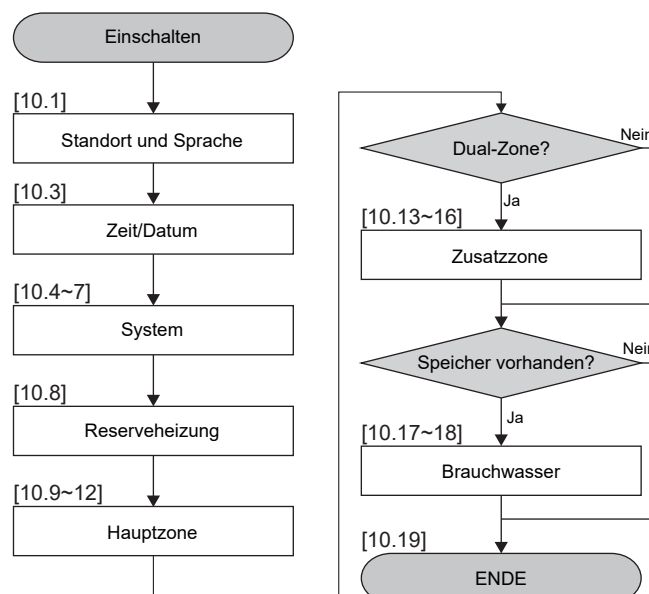 Einschalten
[10.1]
Standort und Sprache
[10.3]
Zeit/Datum
[10.4~7]
System
[10.8]
Reserveheizung
[10.9~12]
Hauptzone
Dual-Zone?
Nein
Ja
[10.13~16]
Zusatzzone
Speicher vorhanden?
Nein
Ja
[10.17~18]
Brauchwasser
[10.19]
ENDE